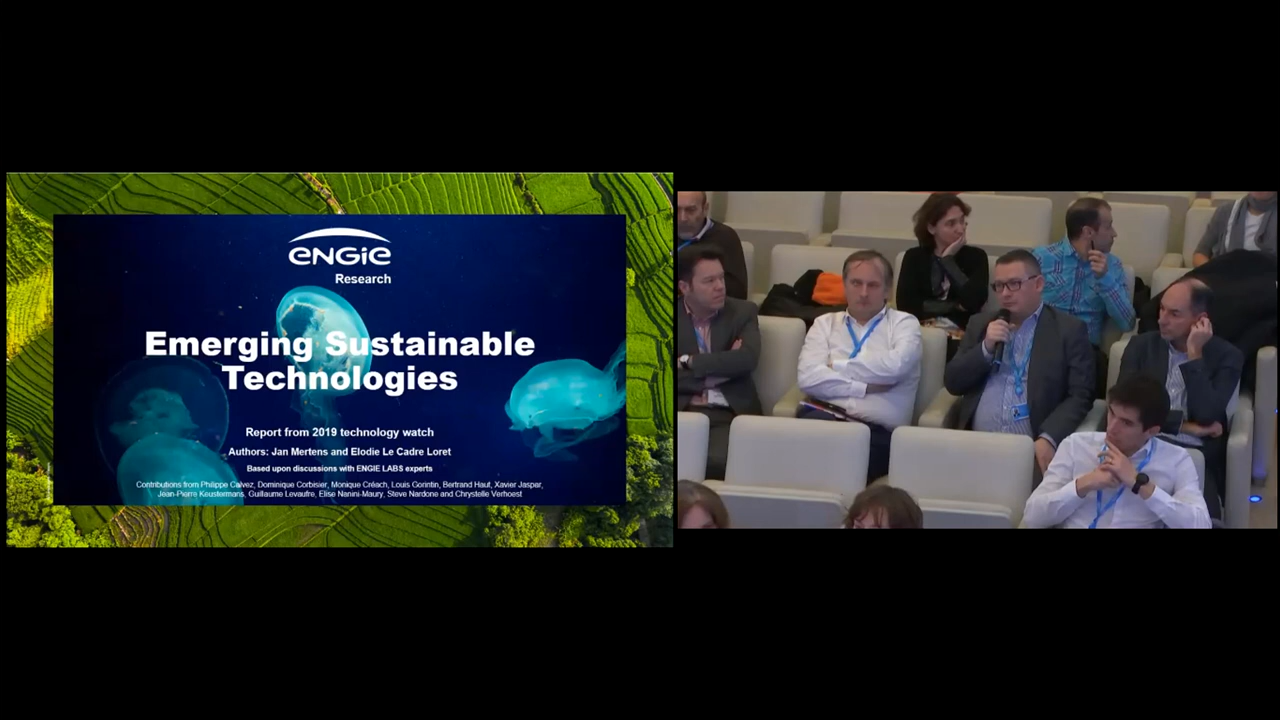 ENGIE
Research
Emerging Sustainable
Technologies
Report from 2019 technology watch
Authors: Jan Mertens and Elodie Le Cadre Loret
Based upon discussions with ENGIE LABS experts
Contributions from Philippe Calvez, Dominique Corbisier, Monique Créach, Louis Gorintin, Bertrand Haut, Xavier Jaspar,
Jean-Pierre Keustermans, Guillaume Levaufre, Elise Nanini-Maury, Steve Nardone and Chrystelle Verhoest